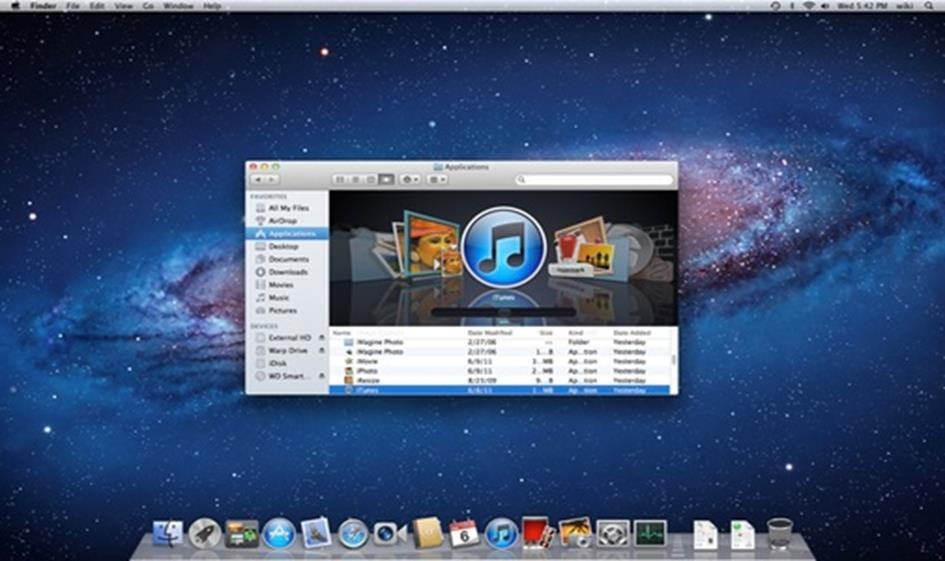 Finder File Edit View Go Window Help Wed 5:42 PM wiki
Applications
FAVORITES
All My Files
AirDrop
Applications
Desktop
Documents
Downloads
Movies
Music
Pictures
DEVICES
External HD
Warp Drive
iDisk
WD Smart...
iTunes
Name Date Modified Size Kind Date Added
iMagine Photo 2/27/06 -- Folder Yesterday
iMagine Photo 2/27/06 1...B Ap...tion Yesterday
iMovie 6/9/11 3...MB Ap...tion Yesterday
iPhoto 6/9/11 2...MB Ap...tion Yesterday
iResize 8/25/09 9...B Ap...tion Yesterday
iTunes 6/6/11 1...MB Ap...tion Yesterday
6